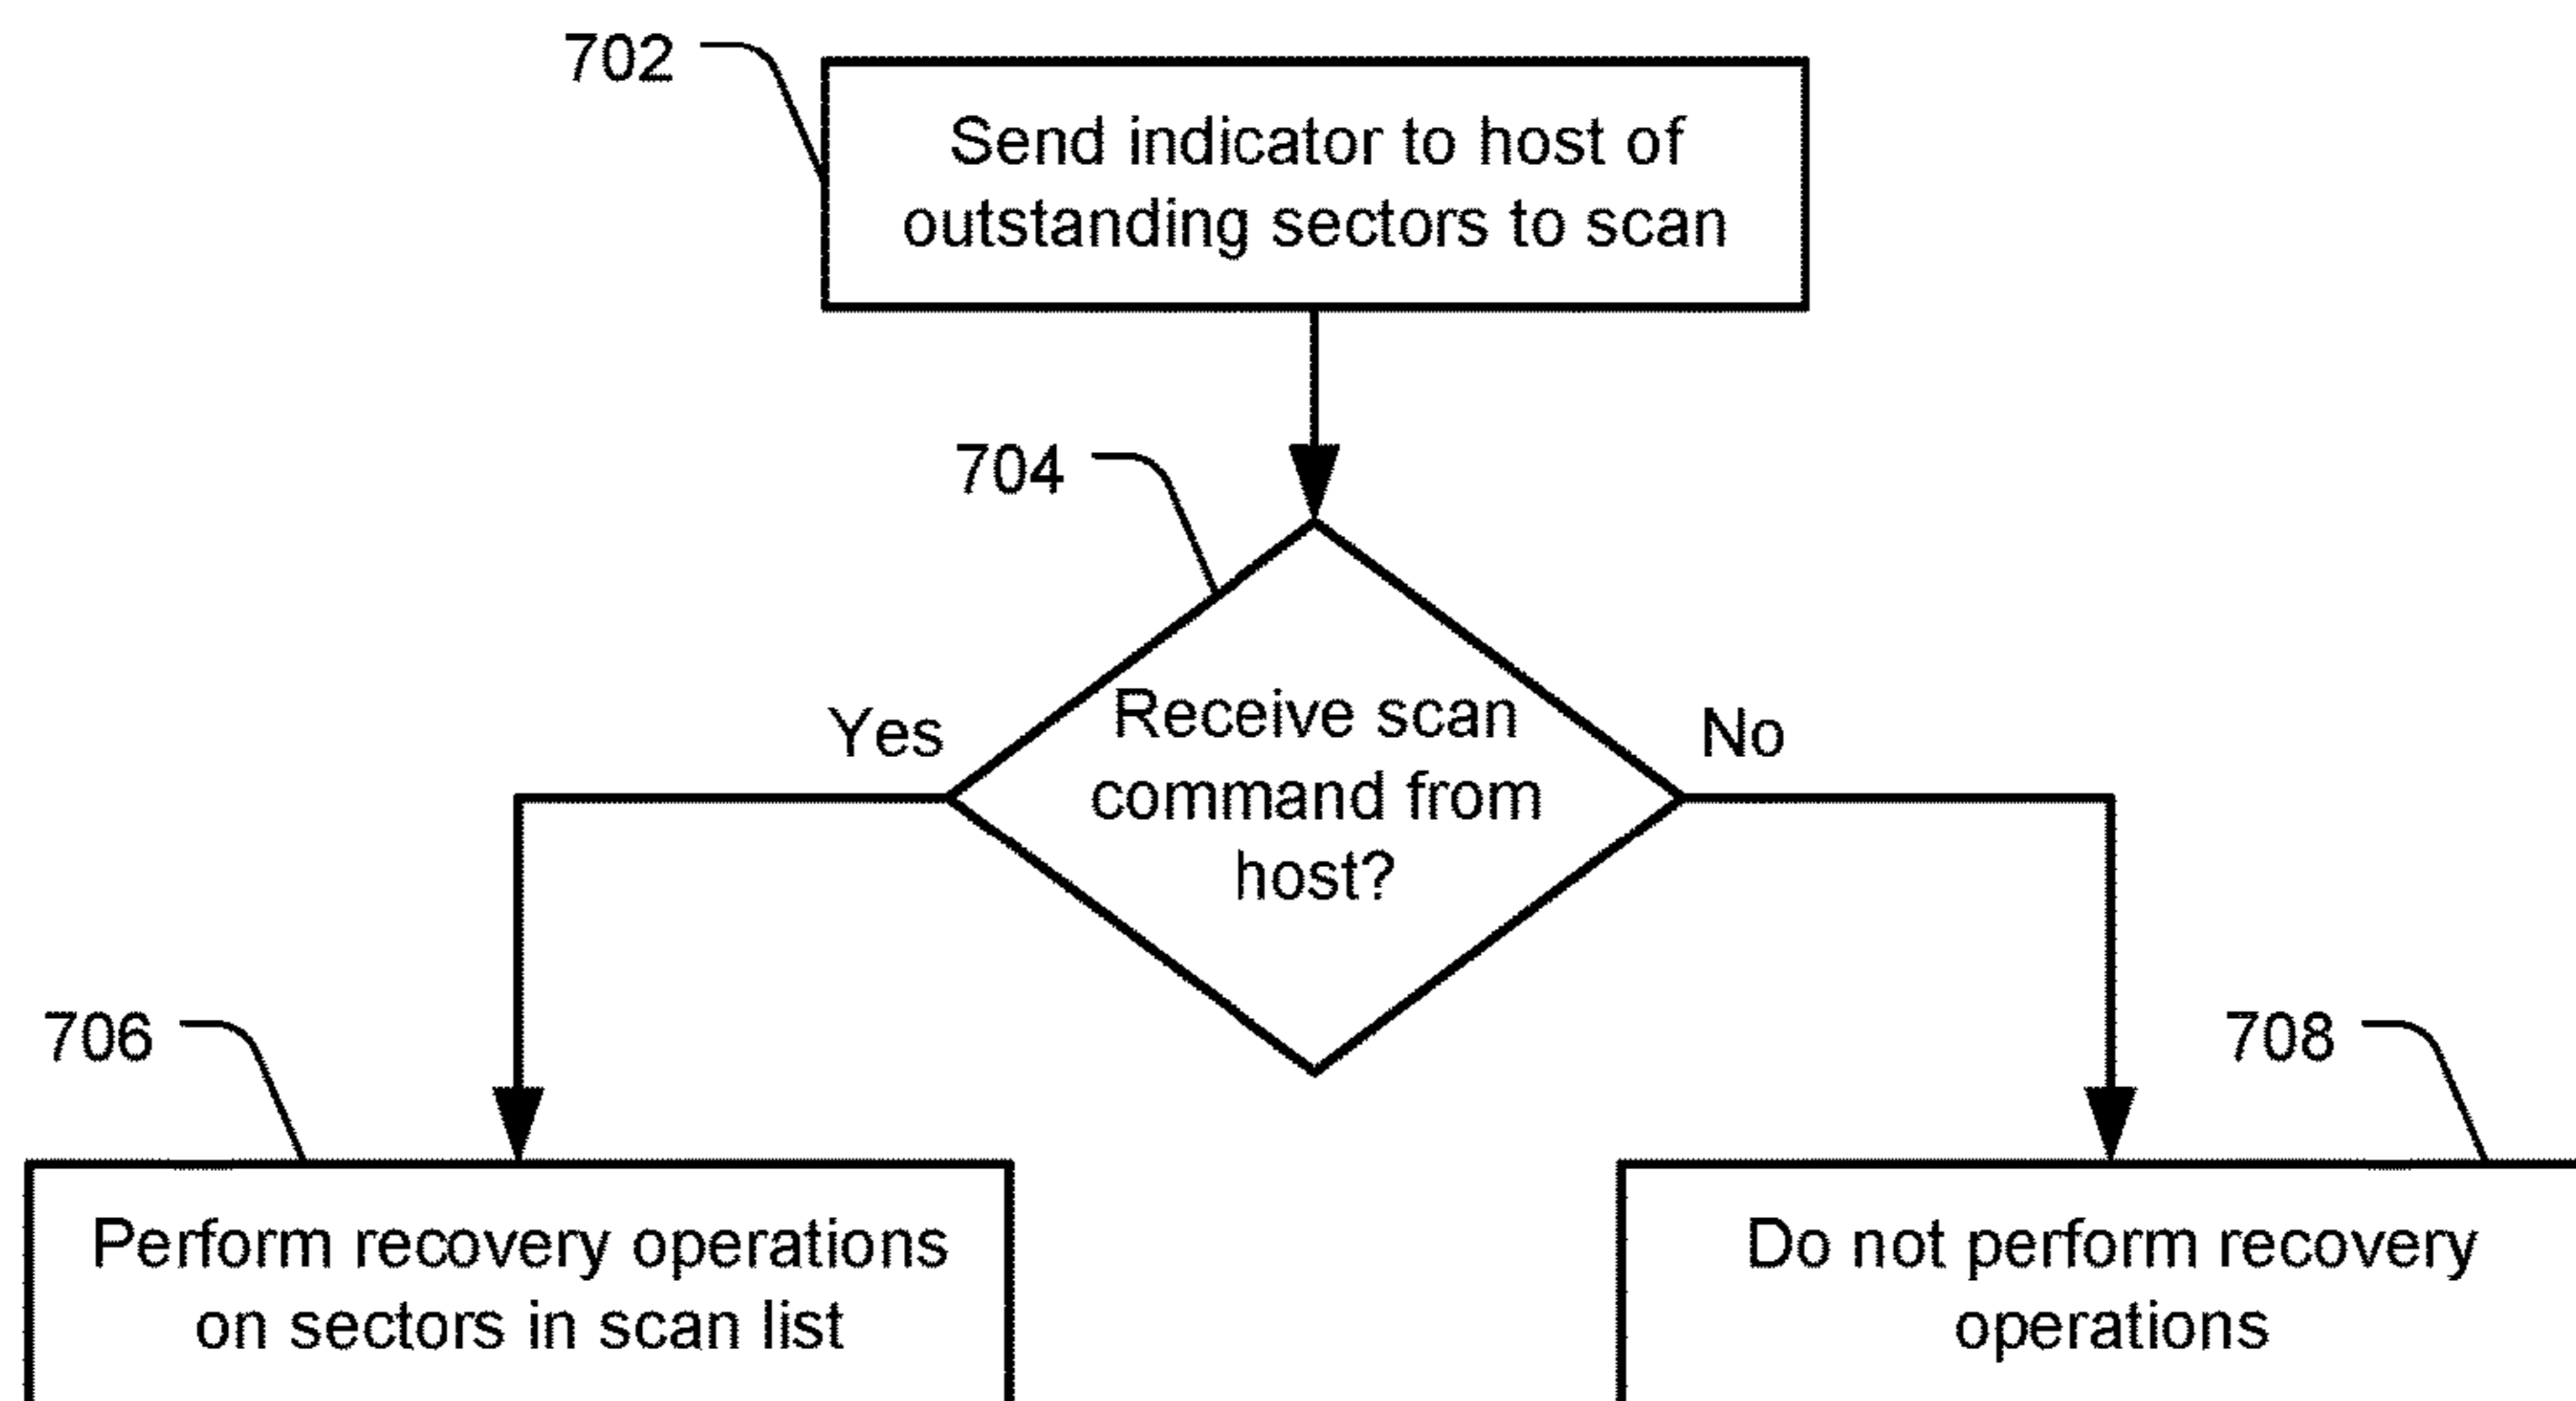 702
Send indicator to host of
outstanding sectors to scan
704
Receive scan
command from
host?
Yes
No
706
Perform recovery operations
on sectors in scan list
708
Do not perform recovery
operations